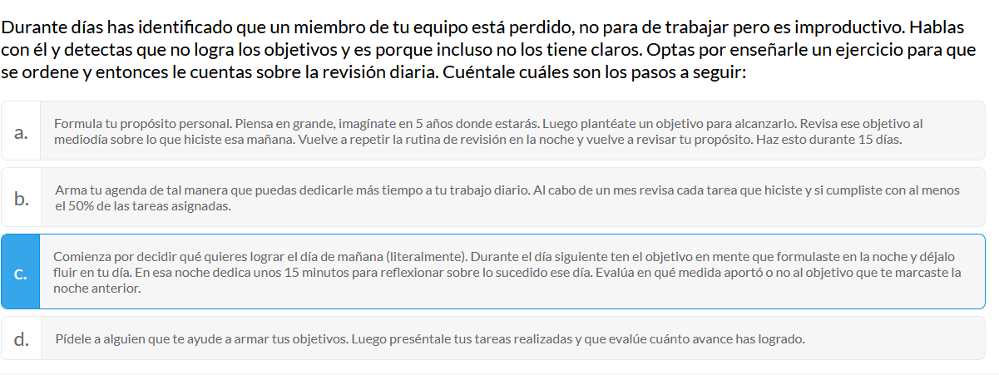 Durante días has identificado que un miembro de tu equipo está perdido, no para de trabajar pero es improductivo. Hablas
con él y detectas que no logra los objetivos y es porque incluso no los tiene claros. Optas por enseñarle un ejercicio para que
se ordene y entonces le cuentas sobre la revisión diaria. Cuéntale cuáles son los pasos a seguir:
a.
Formula tu propósito personal. Piensa en grande, imagínate en 5 años donde estarás. Luego plantéate un objetivo para alcanzarlo. Revisa ese objetivo al
mediodía sobre lo que hiciste esa mañana. Vuelve a repetir la rutina de revisión en la noche y vuelve a revisar tu propósito. Haz esto durante 15 días.
b.
Arma tu agenda de tal manera que puedas dedicarle más tiempo a tu trabajo diario. Al cabo de un mes revisa cada tarea que hiciste y si cumpliste con al menos
el 50% de las tareas asignadas.
c.
Comienza por decidir qué quieres lograr el día de mañana (literalmente). Durante el día siguiente ten el objetivo en mente que formulaste en la noche y déjalo
fluir en tu día. En esa noche dedica unos 15 minutos para reflexionar sobre lo sucedido ese día. Evalúa en qué medida aportó o no al objetivo que te marcaste la
noche anterior.
d.
Pídele a alguien que te ayude a armar tus objetivos. Luego preséntale tus tareas realizadas y que evalúe cuánto avance has logrado.